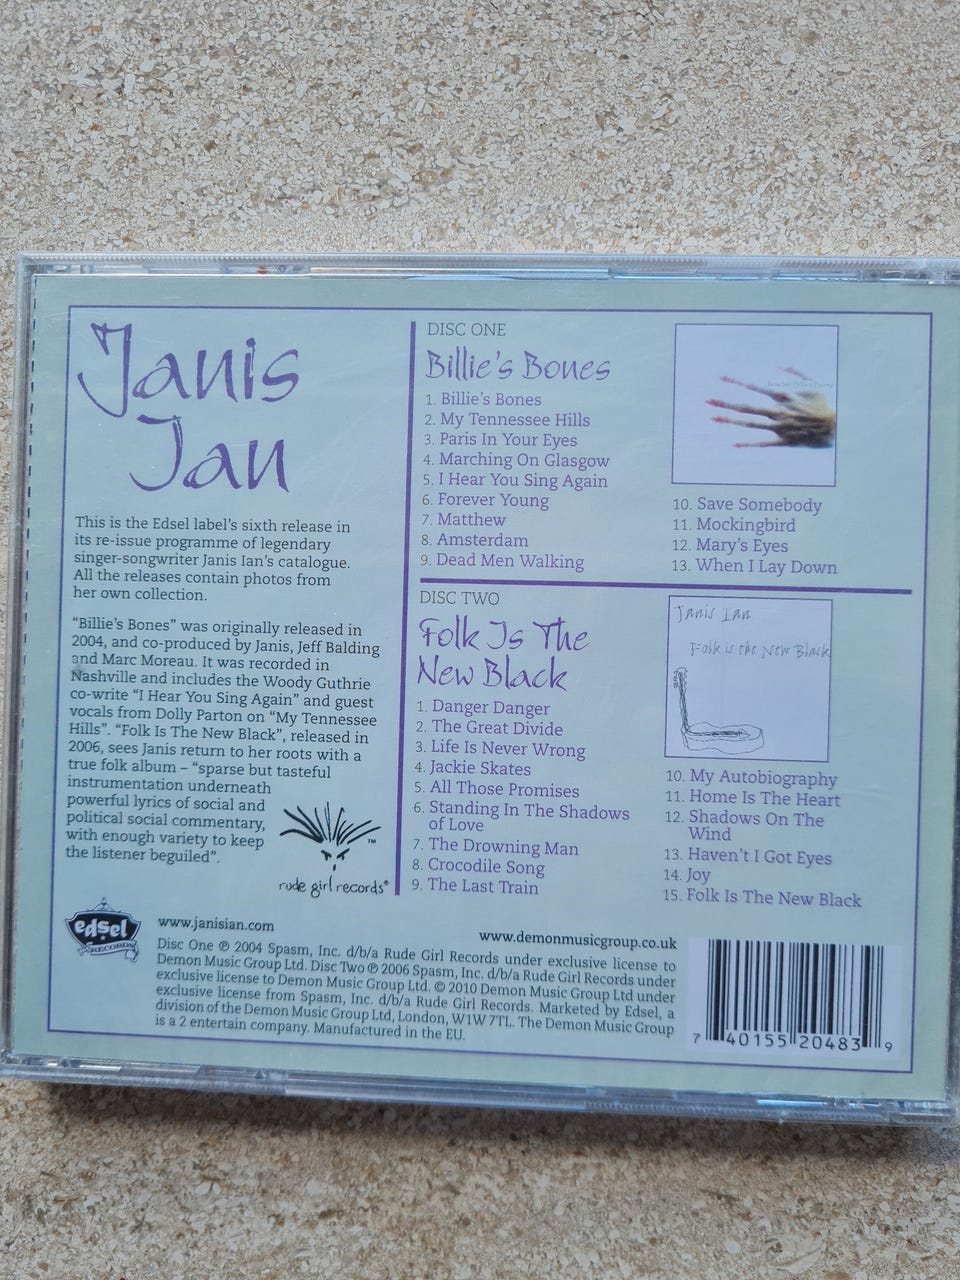 Janis
Ian
This is the Edsel label's sixth release in
its re-issue programme of legendary
singer-songwriter Janis Ian's catalogue.
All the releases contain photos from
her own collection.
"Billie's Bones" was originally released in
2004, and co-produced by Janis, Jeff Balding
and Marc Moreau. It was recorded in
Nashville and includes the Woody Guthrie
co-write "I Hear You Sing Again" and guest
vocals from Dolly Parton on "My Tennessee
Hills". "Folk Is The New Black", released in
2006, sees Janis return to her roots with a
true folk album – "sparse but tasteful
instrumentation underneath
powerful lyrics of social and
political social commentary,
with enough variety to keep
the listener beguiled".
TM
rude girl records®
DISC ONE
Billie's Bones
1. Billie's Bones
2. My Tennessee Hills
3. Paris In Your Eyes
4. Marching On Glasgow
5. I Hear You Sing Again
6. Forever Young
7. Matthew
8. Amsterdam
9. Dead Men Walking
10. Save Somebody
11. Mockingbird
12. Mary's Eyes
13. When I Lay Down
DISC TWO
Folk Is The
New Black
1. Danger Danger
2. The Great Divide
3. Life Is Never Wrong
4. Jackie Skates
5. All Those Promises
6. Standing In The Shadows
of Love
7. The Drowning Man
8. Crocodile Song
9. The Last Train
Janis Ian
Folk is the New Black
10. My Autobiography
11. Home Is The Heart
12. Shadows On The
Wind
13. Haven't I Got Eyes
14. Joy
15. Folk Is The New Black
edsel
RECORDS
www.janisian.com
www.demonmusicgroup.co.uk
Disc One ℗ 2004 Spasm, Inc. d/b/a Rude Girl Records under exclusive license to
Demon Music Group Ltd. Disc Two ℗ 2006 Spasm, Inc. d/b/a Rude Girl Records under
exclusive license to Demon Music Group Ltd. © 2010 Demon Music Group Ltd under
exclusive license from Spasm, Inc. d/b/a Rude Girl Records. Marketed by Edsel, a
division of the Demon Music Group Ltd, London, W1W 7TL. The Demon Music Group
is a 2 entertain company. Manufactured in the EU.
7 40155 20483 9